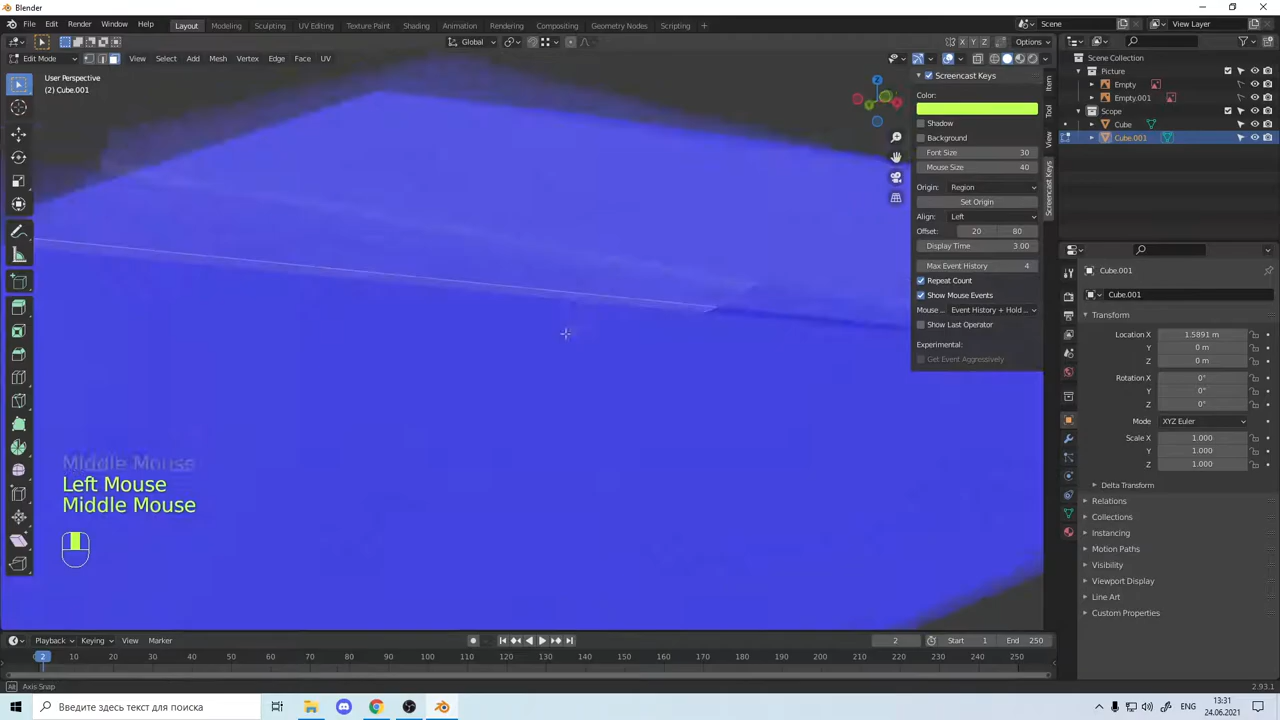 Blender
File Edit Render Window Help Layout Modeling Sculpting UV Editing Texture Paint Shading Animation Rendering Compositing Geometry Nodes Scripting + Scene View Layer
Global X Y Z Options
Edit Mode View Select Add Mesh Vertex Edge Face UV
User Perspective
(2) Cube.001
Screencast Keys
Color:
Shadow
Background
Font Size 30
Mouse Size 40
Origin: Region
Set Origin
Align: Left
Offset: 20 80
Display Time 3.00
Max Event History 4
Repeat Count
Show Mouse Events
Mouse ... Event History + Hold ...
Show Last Operator
Experimental:
Get Event Aggressively
Item
Tool
View
Screencast Keys
Scene Collection
Picture
Empty
Empty.001
Scope
Cube
Cube.001
Cube.001
Cube.001
Transform
Location X 1.5891 m
Y 0 m
Z 0 m
Rotation X 0°
Y 0°
Z 0°
Mode XYZ Euler
Scale X 1.000
Y 1.000
Z 1.000
Delta Transform
Relations
Collections
Instancing
Motion Paths
Visibility
Viewport Display
Line Art
Custom Properties
Middle Mouse
Left Mouse
Middle Mouse
Playback Keying View Marker 2 Start 1 End 250
2 10 20 30 40 50 60 70 80 90 100 110 120 130 140 150 160 170 180 190 200 210 220 230 240 250
Axis Snap 2.93.1
Введите здесь текст для поиска
ENG
13:31
24.06.2021